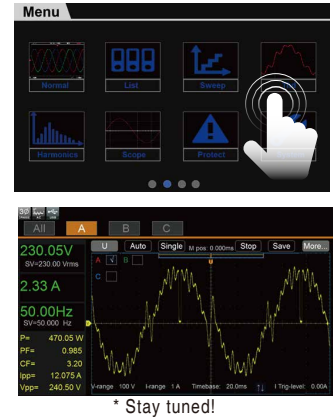 Menu
Normal List Sweep
Harmonics Scope Protect
All A B C
230.05V
SV=230.00 Vrms
2.33 A
50.00Hz
SV=50.000 Hz
P= 470.05 W
PF= 0.985
CF= 3.20
Ipp= 12.075 A
Vpp= 240.50 V
U Auto Single M pos: 0.000ms Stop Save More...
A B
C
V-range 100 V I-range 1 A Timebase: 20.0ms I Trig-level: 0.00A
* Stay tuned!